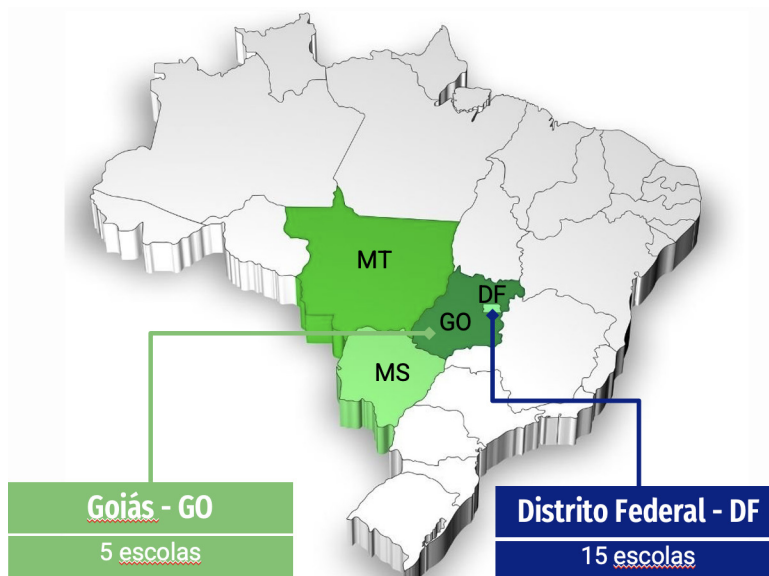 MT
DF
GO
MS
Goiás - GO
5 escolas
Distrito Federal - DF
15 escolas